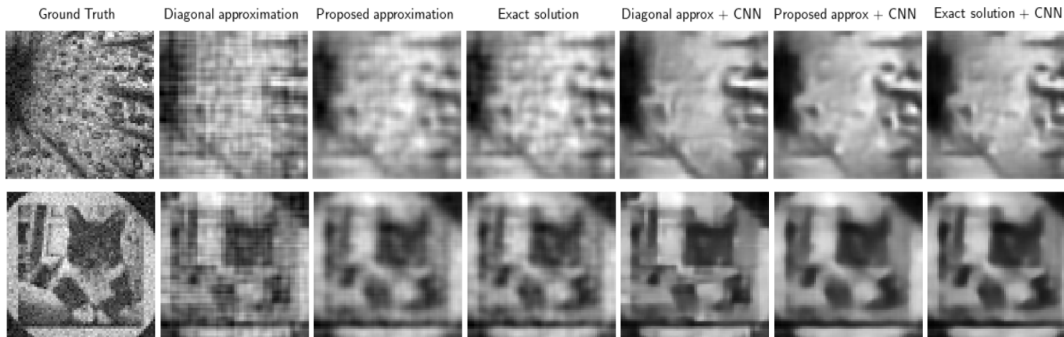 Ground Truth
Diagonal approximation
Proposed approximation
Exact solution
Diagonal approx + CNN
Proposed approx + CNN
Exact solution + CNN